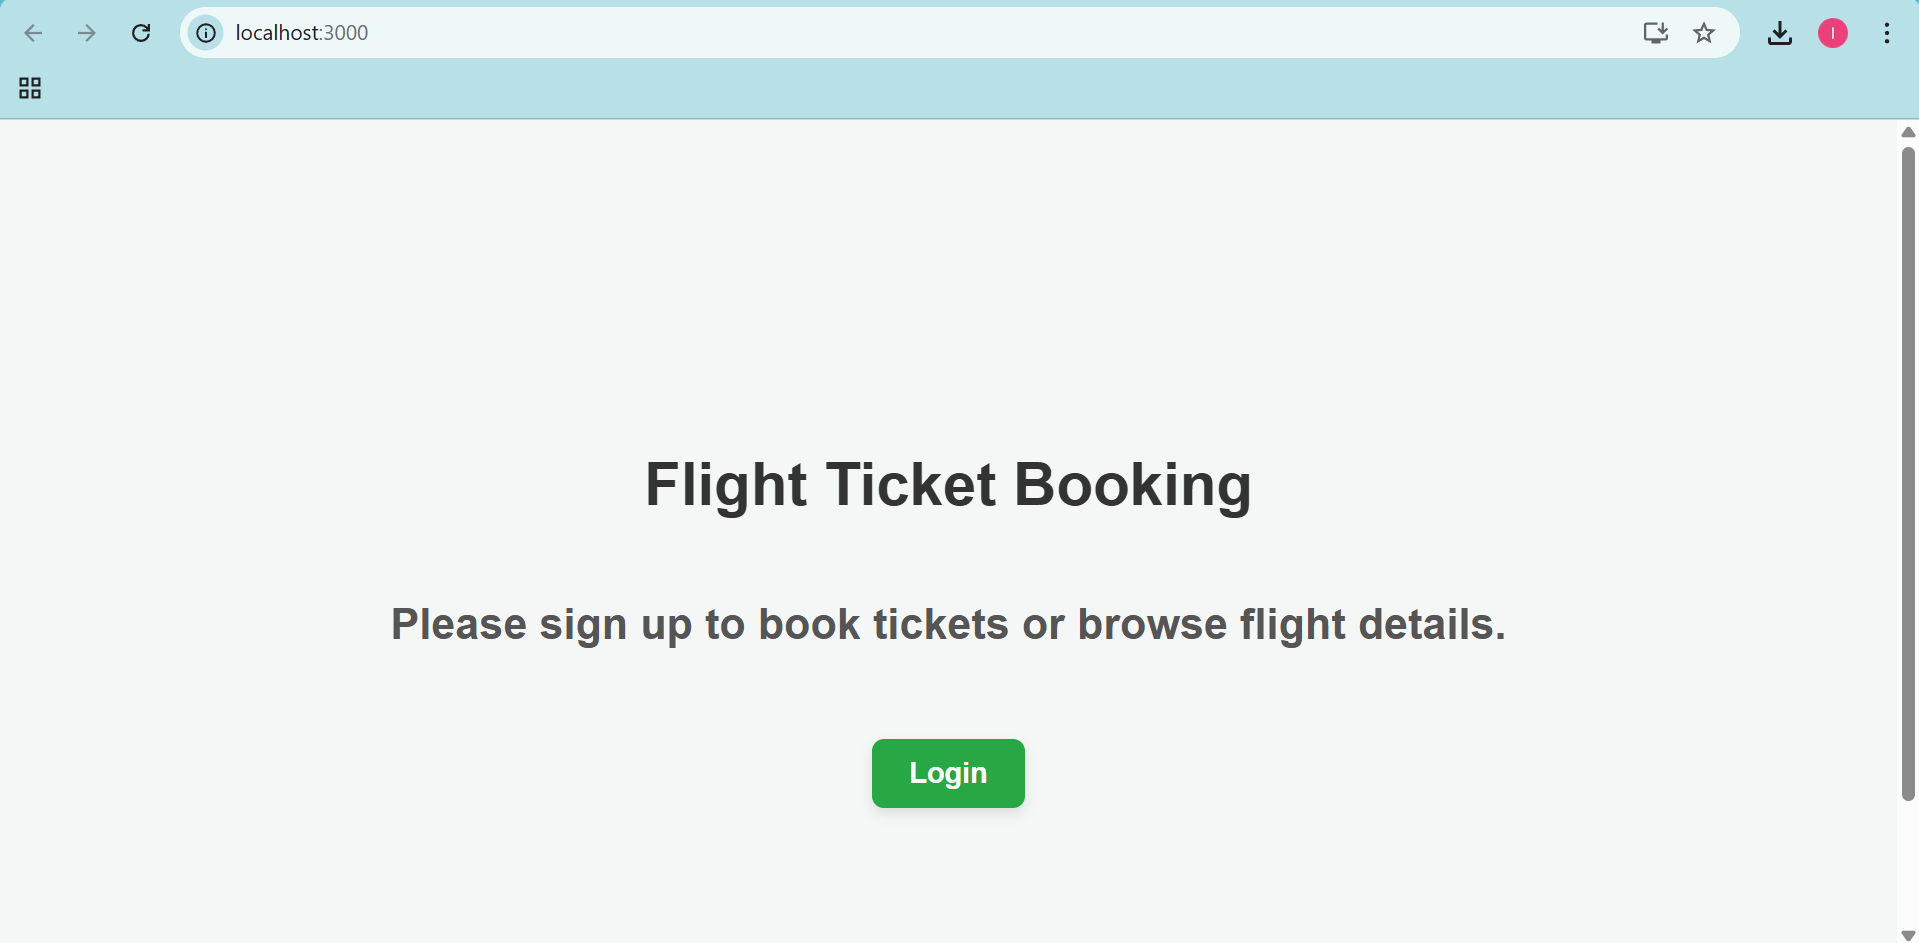 localhost:3000
I
Flight Ticket Booking
Please sign up to book tickets or browse flight details.
Login